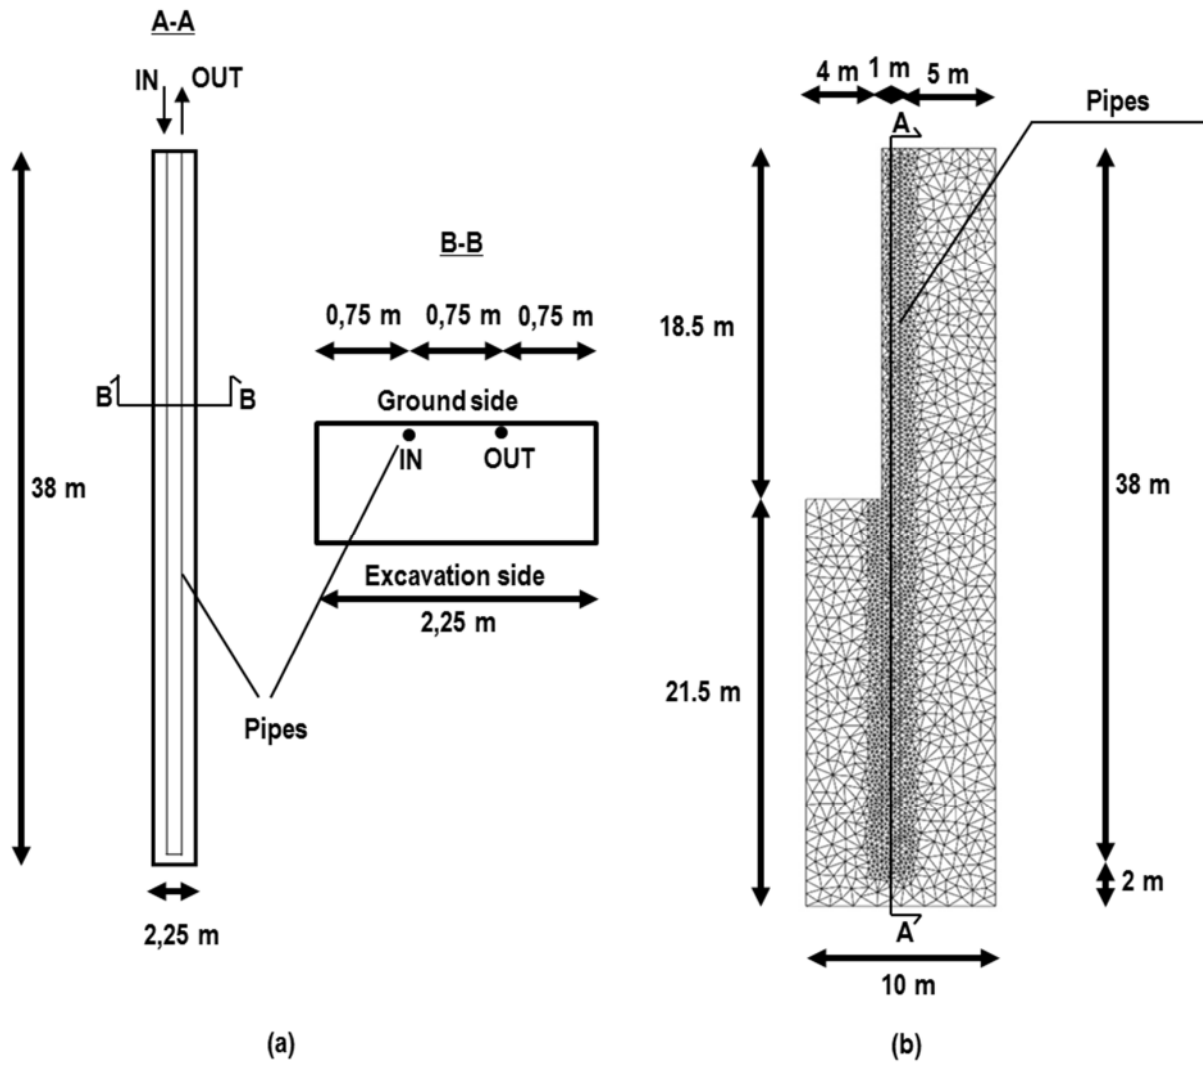 A-A
IN
OUT
38 m
B
B
2,25 m
B-B
0,75 m
0,75 m
0,75 m
Ground side
IN
OUT
Excavation side
2,25 m
Pipes
(a)
4 m
1 m
5 m
Pipes
A
18.5 m
38 m
21.5 m
2 m
A
10 m
(b)